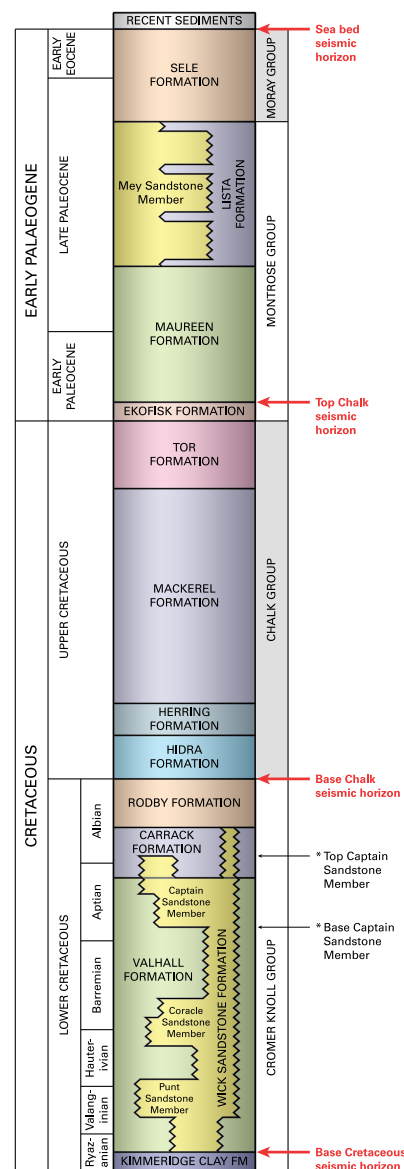 RECENT SEDIMENTS
Sea bed
seismic
horizon
EARLY
EOCENE
SELE
FORMATION
MORAY GROUP
EARLY PALAEOGENE
LATE PALEOCENE
Mey Sandstone
Member
LISTA
FORMATION
MONTROSE GROUP
MAUREEN
FORMATION
EARLY
PALEOCENE
EKOFISK FORMATION
Top Chalk
seismic
horizon
TOR
FORMATION
CRETACEOUS
UPPER CRETACEOUS
MACKEREL
FORMATION
CHALK GROUP
HERRING
FORMATION
HIDRA
FORMATION
Base Chalk
seismic horizon
LOWER CRETACEOUS
Albian
RODBY FORMATION
CARRACK
FORMATION
* Top Captain
Sandstone
Member
Aptian
Captain
Sandstone
Member
* Base Captain
Sandstone
Member
Barremian
VALHALL
FORMATION
WICK SANDSTONE FORMATION
CROMER KNOLL GROUP
Coracle
Sandstone
Member
Hauter-
ivian
Punt
Sandstone
Member
Valang-
inian
Ryaz-
anian
KIMMERIDGE CLAY FM
Base Cretaceous
seismic horizon